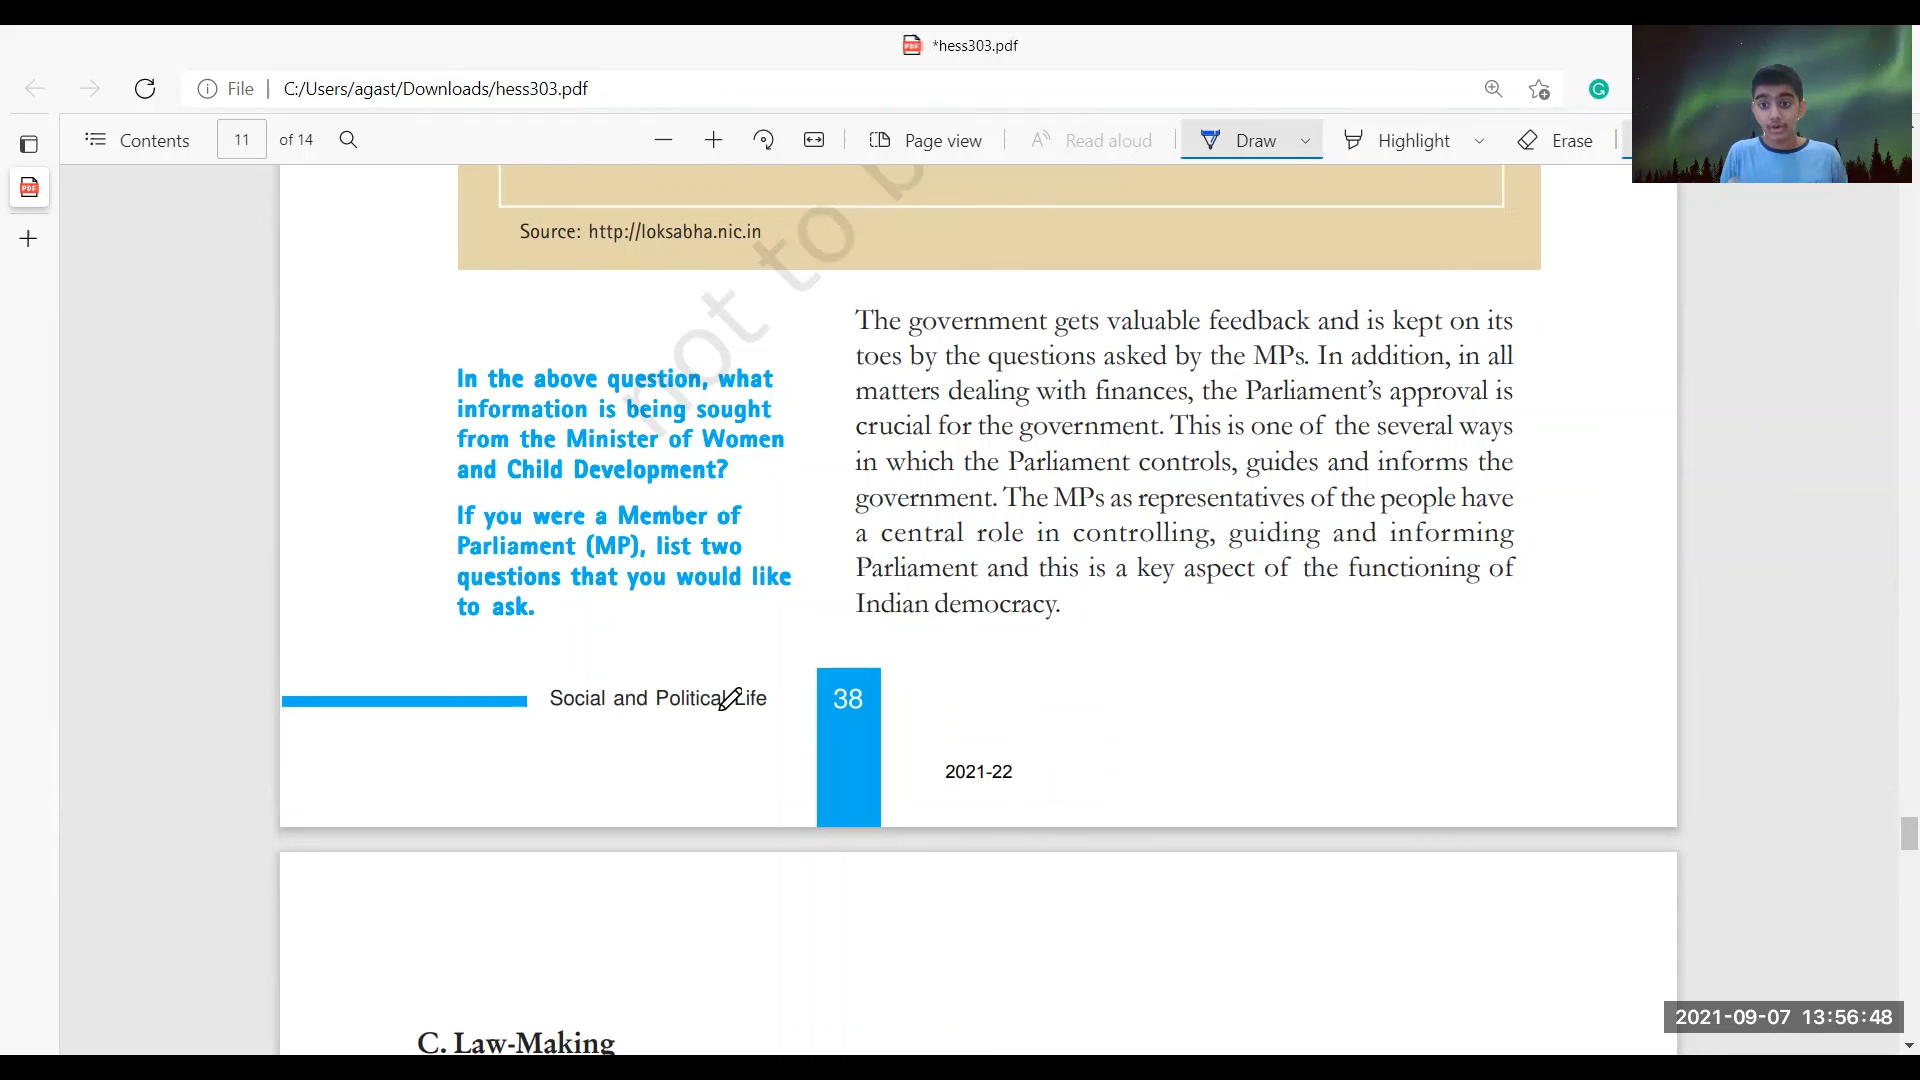 *hess303.pdf
File
C:/Users/agast/Downloads/hess303.pdf
Contents
11
of 14
Page view
Read aloud
Draw
Highlight
Erase
Source: http://loksabha.nic.in
not to b
In the above question, what
information is being sought
from the Minister of Women
and Child Development?
If you were a Member of
Parliament (MP), list two
questions that you would like
to ask.
The government gets valuable feedback and is kept on its
toes by the questions asked by the MPs. In addition, in all
matters dealing with finances, the Parliament’s approval is
crucial for the government. This is one of the several ways
in which the Parliament controls, guides and informs the
government. The MPs as representatives of the people have
a central role in controlling, guiding and informing
Parliament and this is a key aspect of the functioning of
Indian democracy.
Social and Political Life
38
2021-22
C. Law-Making
2021-09-07 13:56:48